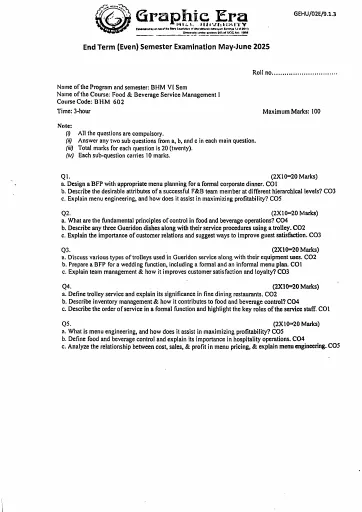 GEHU/02E/9.1.3
Graphic Era
HILL UNIVERSITY
End Term (Even) Semester Examination May-June 2025
Roll no..............................
Name of the Program and semester: BHM VI Sem
Name of the Course: Food & Beverage Service Management I
Course Code: BHM 602
Time: 3-hour Maximum Marks: 100
Note:
(i) All the questions are compulsory.
(ii) Answer any two sub questions from a, b, and c in each main question.
(iii) Total marks for each question is 20 (twenty).
(iv) Each sub-question carries 10 marks.
Q1. (2X10=20 Marks)
a. Design a BFP with appropriate menu planning for a formal corporate dinner. CO1
b. Describe the desirable attributes of a successful F&B team member at different hierarchical levels? CO3
c. Explain menu engineering, and how does it assist in maximizing profitability? CO5
Q2. (2X10=20 Marks)
a. What are the fundamental principles of control in food and beverage operations? CO4
b. Describe any three Gueridon dishes along with their service procedures using a trolley. CO2
c. Explain the importance of customer relations and suggest ways to improve guest satisfaction. CO3
Q3. (2X10=20 Marks)
a. Discuss various types of trolleys used in Gueridon service along with their equipment uses. CO2
b. Prepare a BFP for a wedding function, including a formal and an informal menu plan. CO1
c. Explain team management & how it improves customer satisfaction and loyalty? CO3
Q4. (2X10=20 Marks)
a. Define trolley service and explain its significance in fine dining restaurants. CO2
b. Describe inventory management & how it contributes to food and beverage control? CO4
c. Describe the order of service in a formal function and highlight the key roles of the service staff. CO1
Q5. (2X10=20 Marks)
a. What is menu engineering, and how does it assist in maximizing profitability? CO5
b. Define food and beverage control and explain its importance in hospitality operations. CO4
c. Analyze the relationship between cost, sales, & profit in menu pricing, & explain menu engineering. CO5